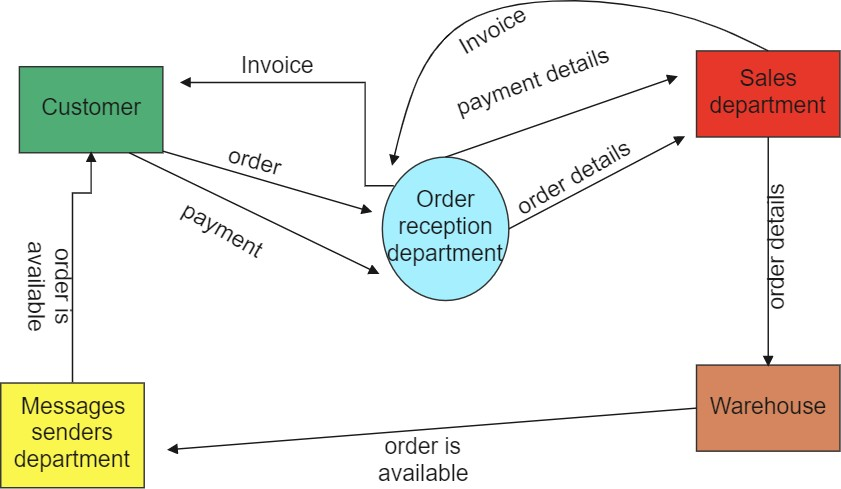 Invoice
Invoice
payment details
Sales
department
Customer
order
payment
Order
reception
department
order details
order details
order is
available
Messages
senders
department
order is
available
Warehouse